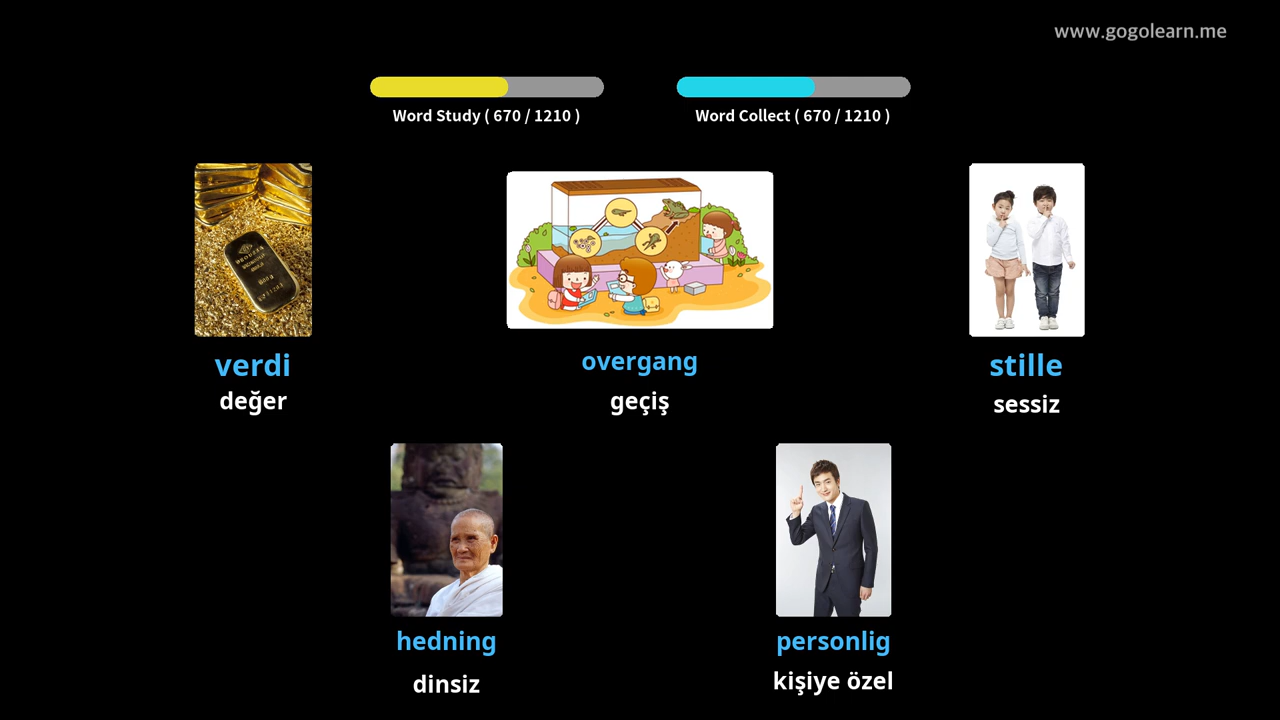 www.gogolearn.me
Word Study ( 670 / 1210 )
Word Collect ( 670 / 1210 )
verdi
değer
overgang
geçiş
stille
sessiz
hedning
dinsiz
personlig
kişiye özel